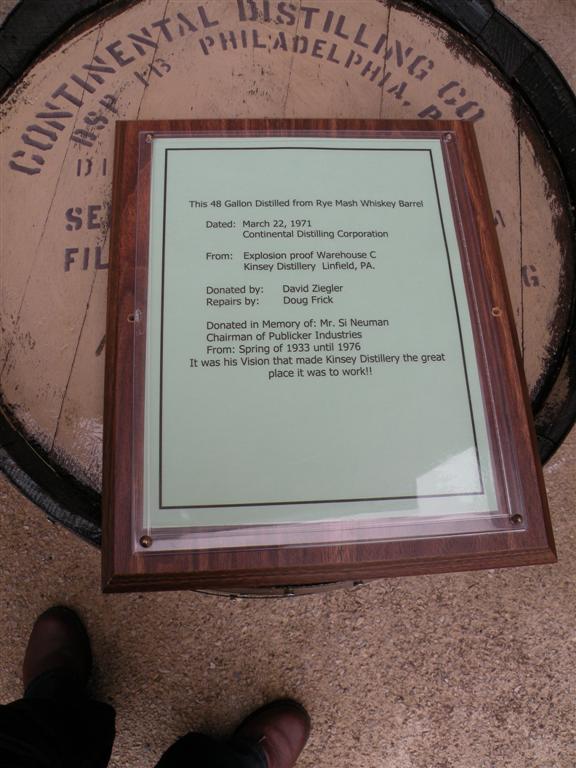 CONTINENTAL DISTILLING CO
DSP 113 PHILADELPHIA,
This 48 Gallon Distilled from Rye Mash Whiskey Barrel
Dated: March 22, 1971
Continental Distilling Corporation
From: Explosion proof Warehouse C
Kinsey Distillery Linfield, PA.
Donated by: David Ziegler
Repairs by: Doug Frick
Donated in Memory of: Mr. Si Neuman
Chairman of Publicker Industries
From: Spring of 1933 until 1976
It was his Vision that made Kinsey Distillery the great
place it was to work!!